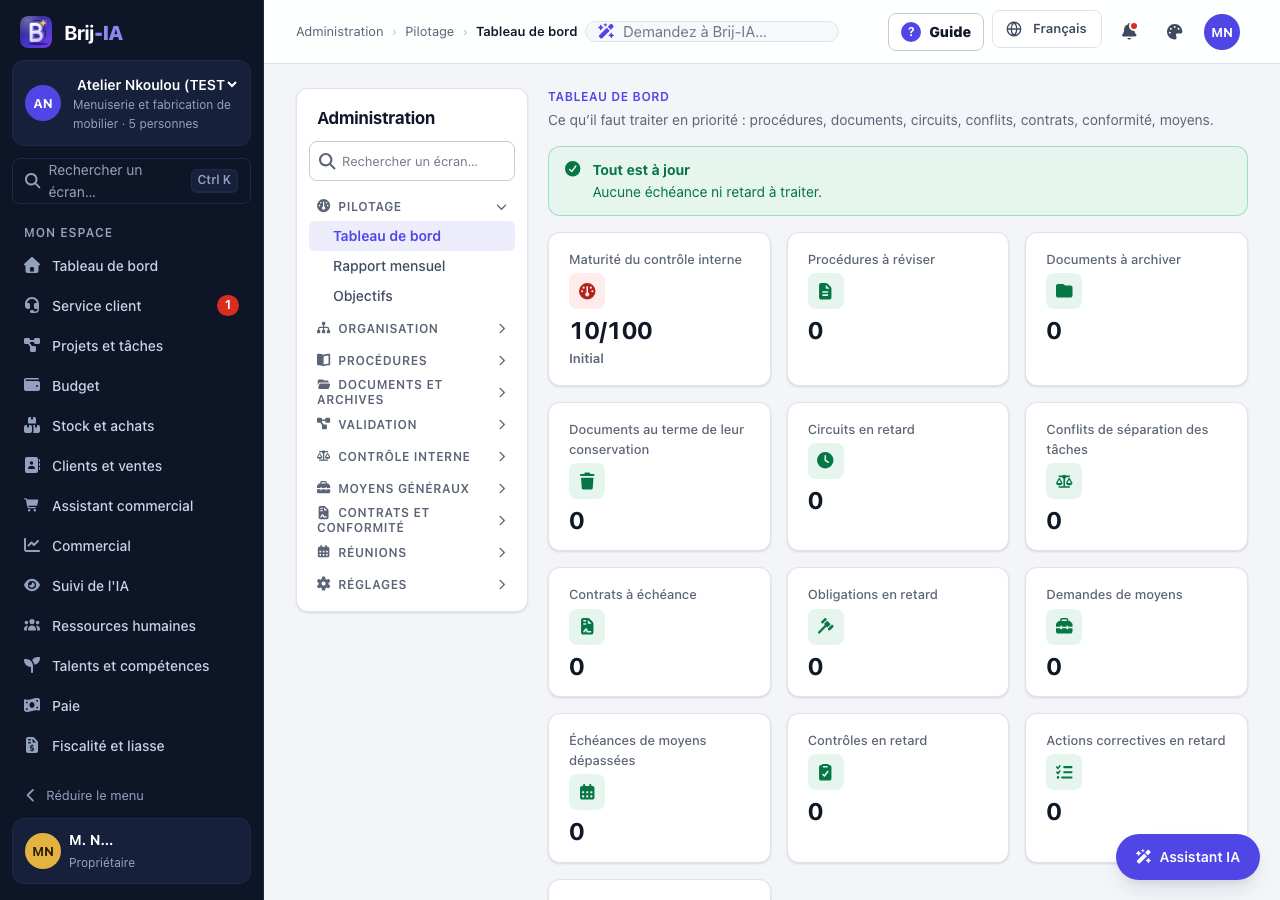 Brij-IA
AN
Atelier Nkoulou (TEST
Menuiserie et fabrication de
mobilier · 5 personnes
Rechercher un
écran...
Ctrl K
MON ESPACE
Tableau de bord
Service client
1
Projets et tâches
Budget
Stock et achats
Clients et ventes
Assistant commercial
Commercial
Suivi de l'IA
Ressources humaines
Talents et compétences
Paie
Fiscalité et liasse
Réduire le menu
MN
M. N...
Propriétaire
Administration › Pilotage › Tableau de bord
Demandez à Brij-IA...
? Guide
Français
MN
Administration
Rechercher un écran...
PILOTAGE
Tableau de bord
Rapport mensuel
Objectifs
ORGANISATION
PROCÉDURES
DOCUMENTS ET
ARCHIVES
VALIDATION
CONTRÔLE INTERNE
MOYENS GÉNÉRAUX
CONTRATS ET
CONFORMITÉ
RÉUNIONS
RÉGLAGES
TABLEAU DE BORD
Ce qu’il faut traiter en priorité : procédures, documents, circuits, conflits, contrats, conformité, moyens.
Tout est à jour
Aucune échéance ni retard à traiter.
Maturité du contrôle interne
10/100
Initial
Procédures à réviser
0
Documents à archiver
0
Documents au terme de leur
conservation
0
Circuits en retard
0
Conflits de séparation des
tâches
0
Contrats à échéance
0
Obligations en retard
0
Demandes de moyens
0
Échéances de moyens
dépassées
0
Contrôles en retard
0
Actions correctives en retard
0
Assistant IA